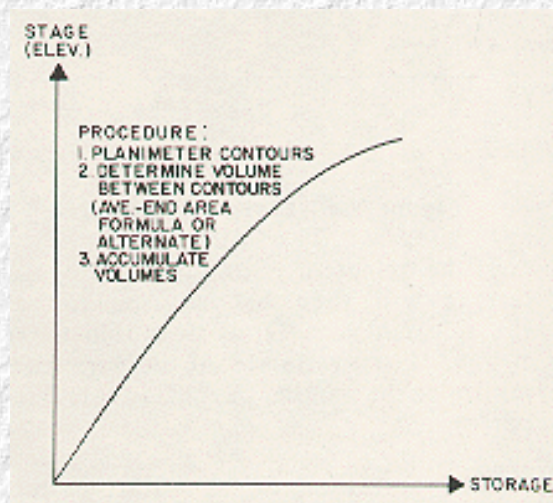 STAGE
(ELEV.)
PROCEDURE:
1. PLANIMETER CONTOURS
2. DETERMINE VOLUME
BETWEEN CONTOURS
(AVE.-END AREA
FORMULA OR
ALTERNATE)
3. ACCUMULATE
VOLUMES
STORAGE